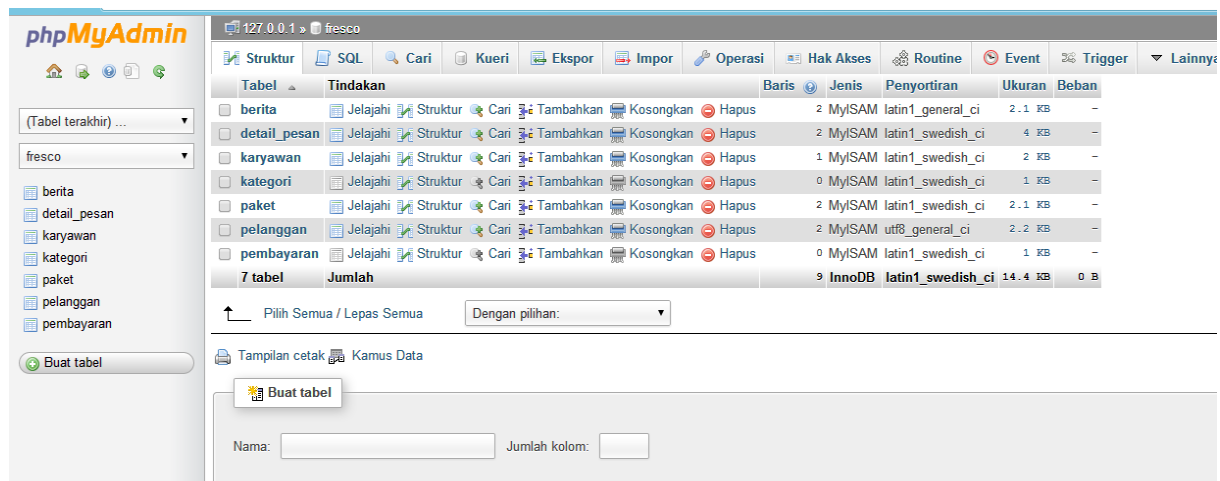 phpMyAdmin
(Tabel terakhir) ...
fresco
berita
detail_pesan
karyawan
kategori
paket
pelanggan
pembayaran
Buat tabel
127.0.0.1 » fresco
Struktur SQL Cari Kueri Ekspor Impor Operasi Hak Akses Routine Event Trigger Lainnya
Tabel Tindakan Baris Jenis Penyortiran Ukuran Beban
berita Jelajahi Struktur Cari Tambahkan Kosongkan Hapus 2 MyISAM latin1_general_ci 2.1 KB -
detail_pesan Jelajahi Struktur Cari Tambahkan Kosongkan Hapus 2 MyISAM latin1_swedish_ci 4 KB -
karyawan Jelajahi Struktur Cari Tambahkan Kosongkan Hapus 1 MyISAM latin1_swedish_ci 2 KB -
kategori Jelajahi Struktur Cari Tambahkan Kosongkan Hapus 0 MyISAM latin1_swedish_ci 1 KB -
paket Jelajahi Struktur Cari Tambahkan Kosongkan Hapus 2 MyISAM latin1_swedish_ci 2.1 KB -
pelanggan Jelajahi Struktur Cari Tambahkan Kosongkan Hapus 2 MyISAM utf8_general_ci 2.2 KB -
pembayaran Jelajahi Struktur Cari Tambahkan Kosongkan Hapus 0 MyISAM latin1_swedish_ci 1 KB -
7 tabel Jumlah 9 InnoDB latin1_swedish_ci 14.4 KB 0 B
Pilih Semua / Lepas Semua Dengan pilihan:
Tampilan cetak Kamus Data
Buat tabel
Nama: Jumlah kolom: